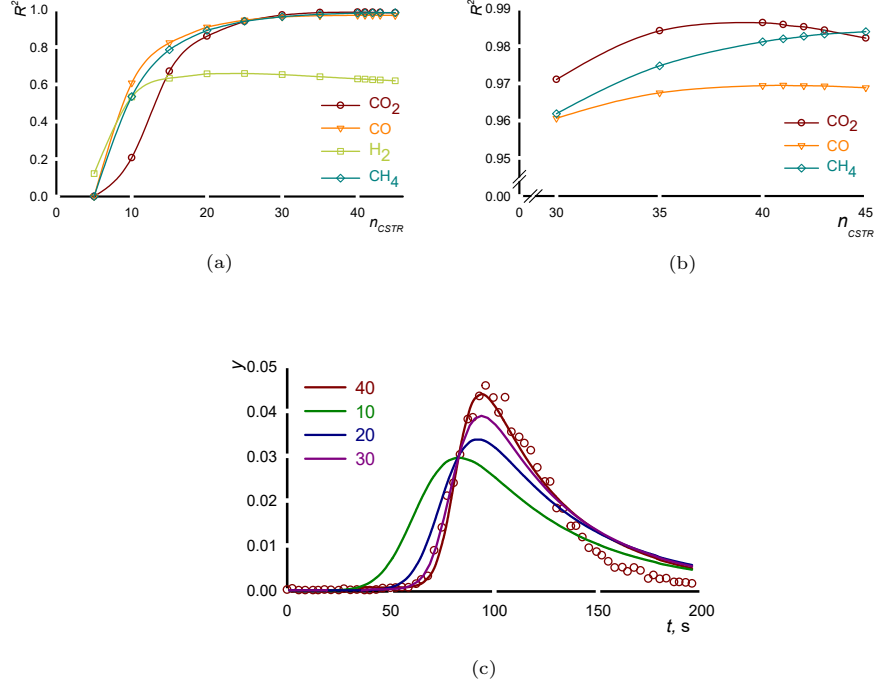 R²
1.0
0.8
0.6
0.4
0.2
0.0
0 10 20 30 40
n_CSTR
CO₂
CO
H₂
CH₄
(a)
R²
0.99
0.98
0.97
0.96
0.95
0.00
0 30 35 40 45
n_CSTR
CO₂
CO
CH₄
(b)
y
0.05
0.04
0.03
0.02
0.01
0.00
0 50 100 150 200
t, s
40
10
20
30
(c)